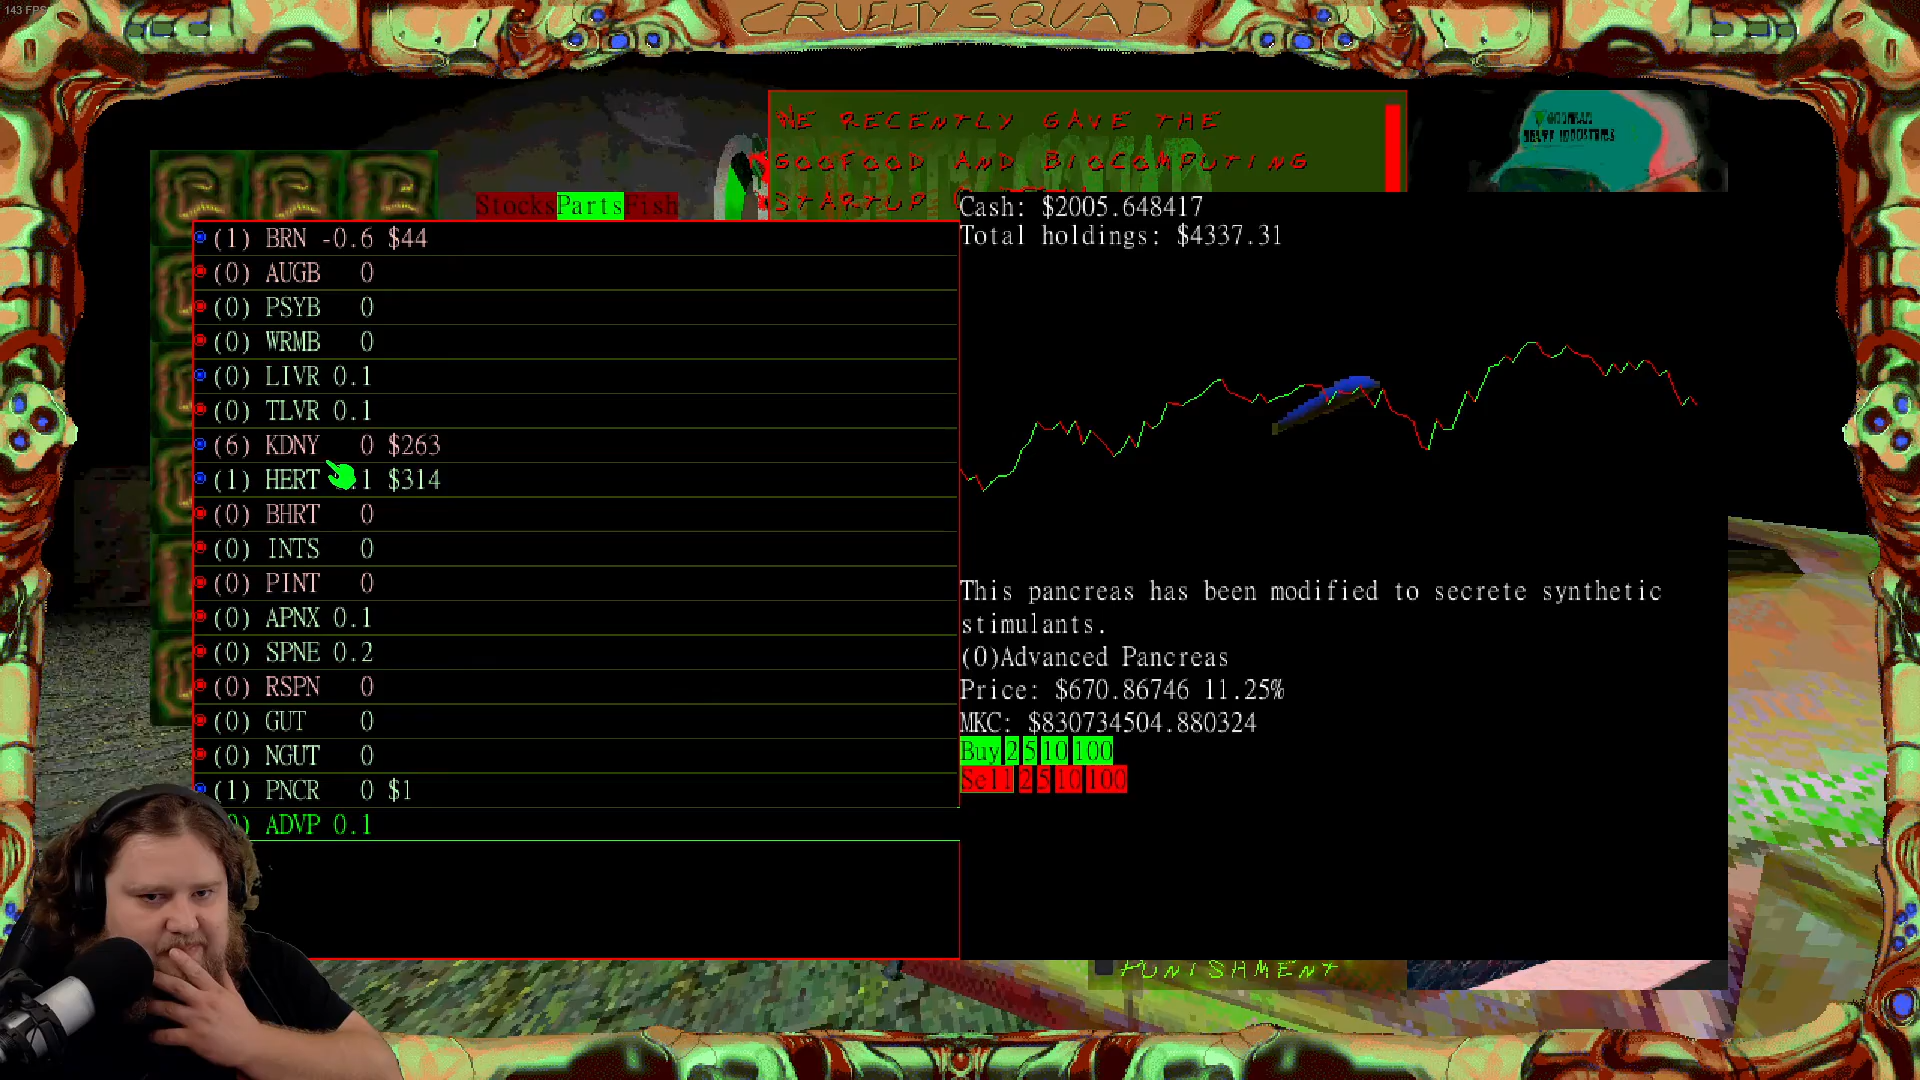 143 FPS
CRUELTY SQUAD
WE RECENTLY GAVE THE
GOOFOOD AND BIOCOMPUTING
STARTUP
Stocks Parts Fish
Cash: $2005.648417
Total holdings: $4337.31
(1) BRN -0.6 $44
(0) AUGB 0
(0) PSYB 0
(0) WRMB 0
(0) LIVR 0.1
(0) TLVR 0.1
(6) KDNY 0 $263
(1) HERT .1 $314
(0) BHRT 0
(0) INTS 0
(0) PINT 0
(0) APNX 0.1
(0) SPNE 0.2
(0) RSPN 0
(0) GUT 0
(0) NGUT 0
(1) PNCR 0 $1
) ADVP 0.1
This pancreas has been modified to secrete synthetic
stimulants.
(0)Advanced Pancreas
Price: $670.86746 11.25%
MKC: $830734504.880324
Buy 2 5 10 100
Sell 2 5 10 100
PUNISHMENT